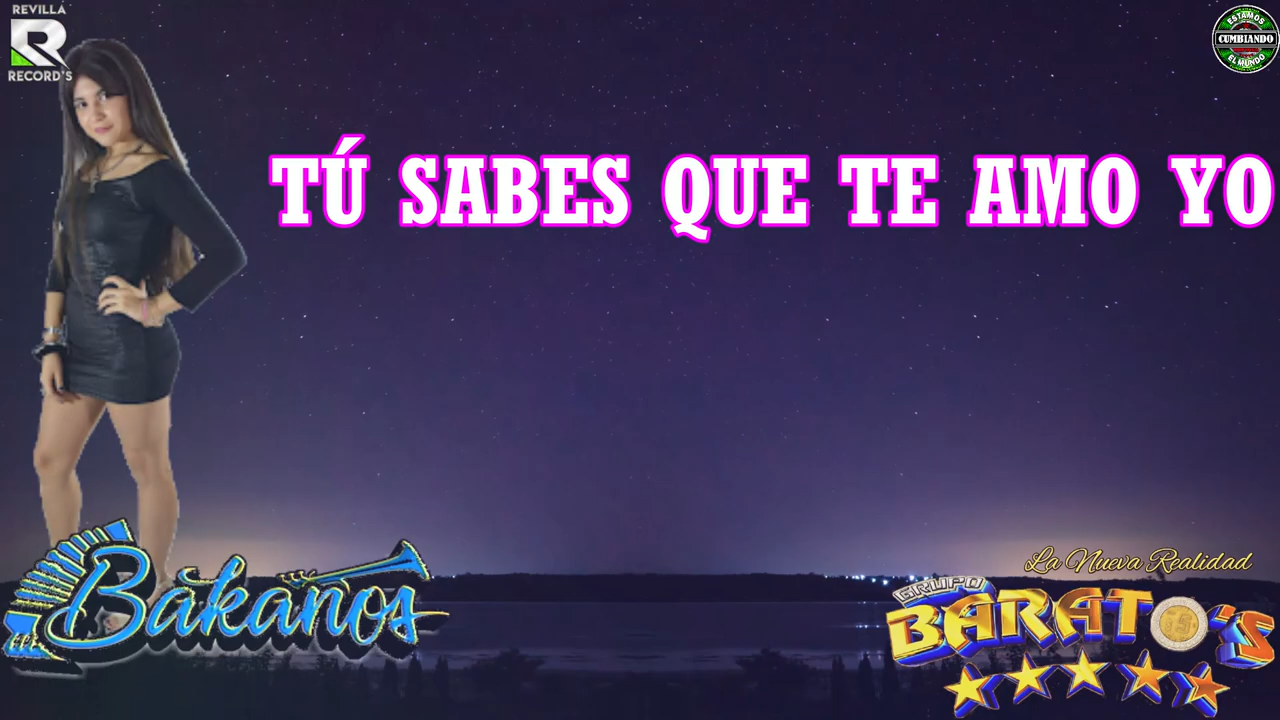 REVILLA
R
RECORD'S
ESTAMOS
CUMBIANDO
EL MUNDO
TÚ SABES QUE TE AMO YO
Bakanos
La Nueva Realidad
GRUPO
BARATO'S